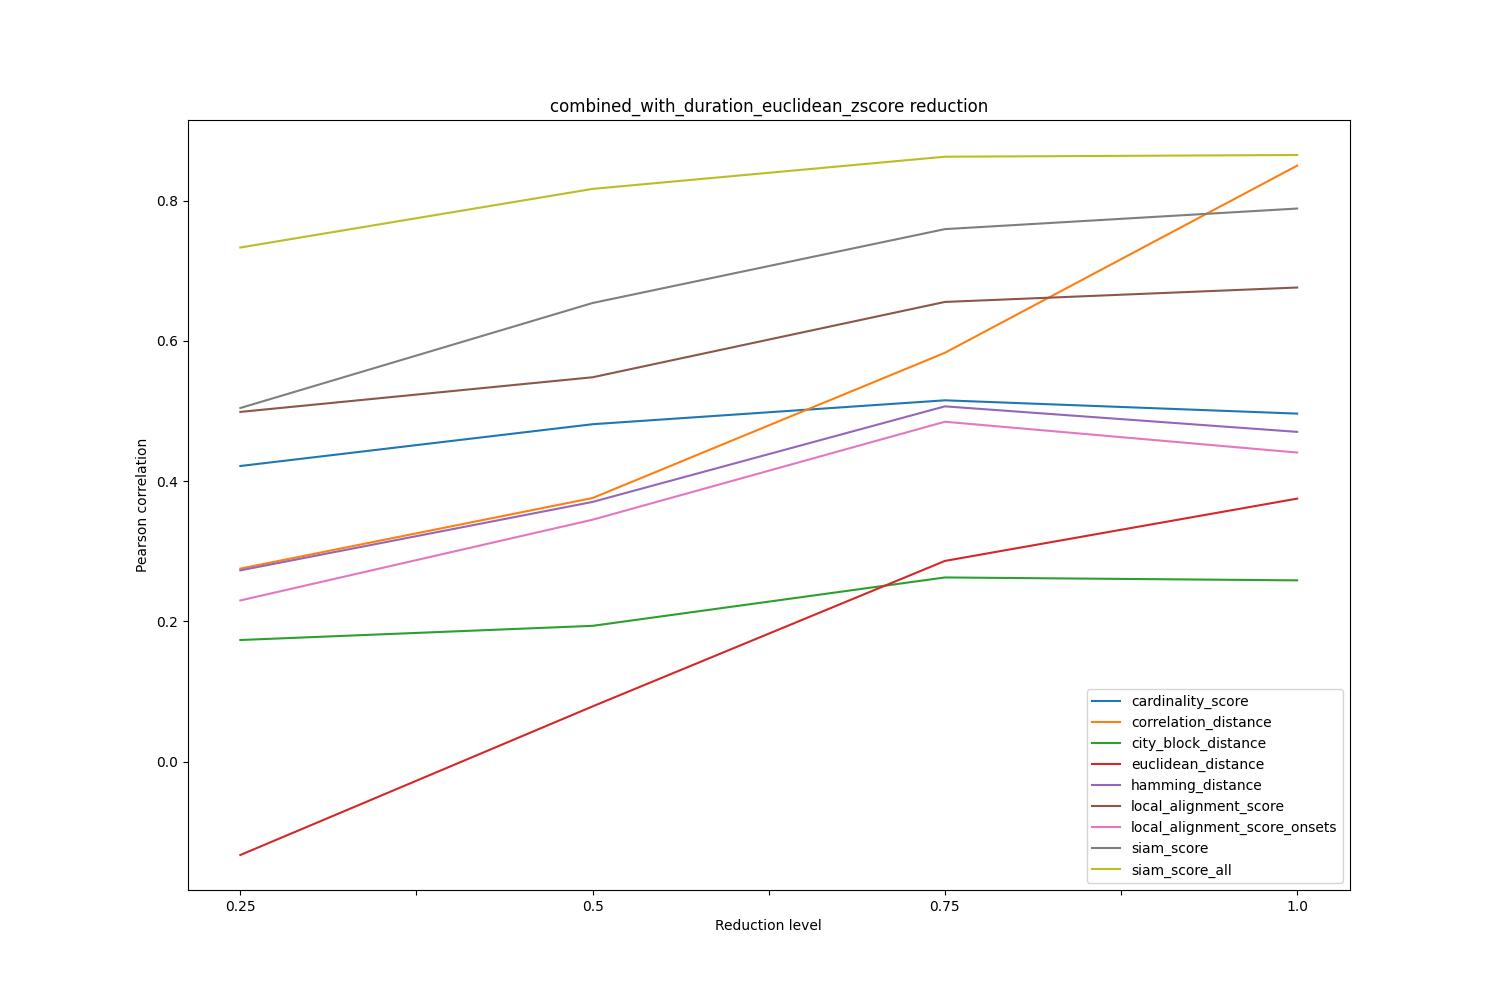 combined_with_duration_euclidean_zscore reduction
Pearson correlation
0.8
0.6
0.4
0.2
0.0
0.25
0.5
0.75
1.0
Reduction level
cardinality_score
correlation_distance
city_block_distance
euclidean_distance
hamming_distance
local_alignment_score
local_alignment_score_onsets
siam_score
siam_score_all